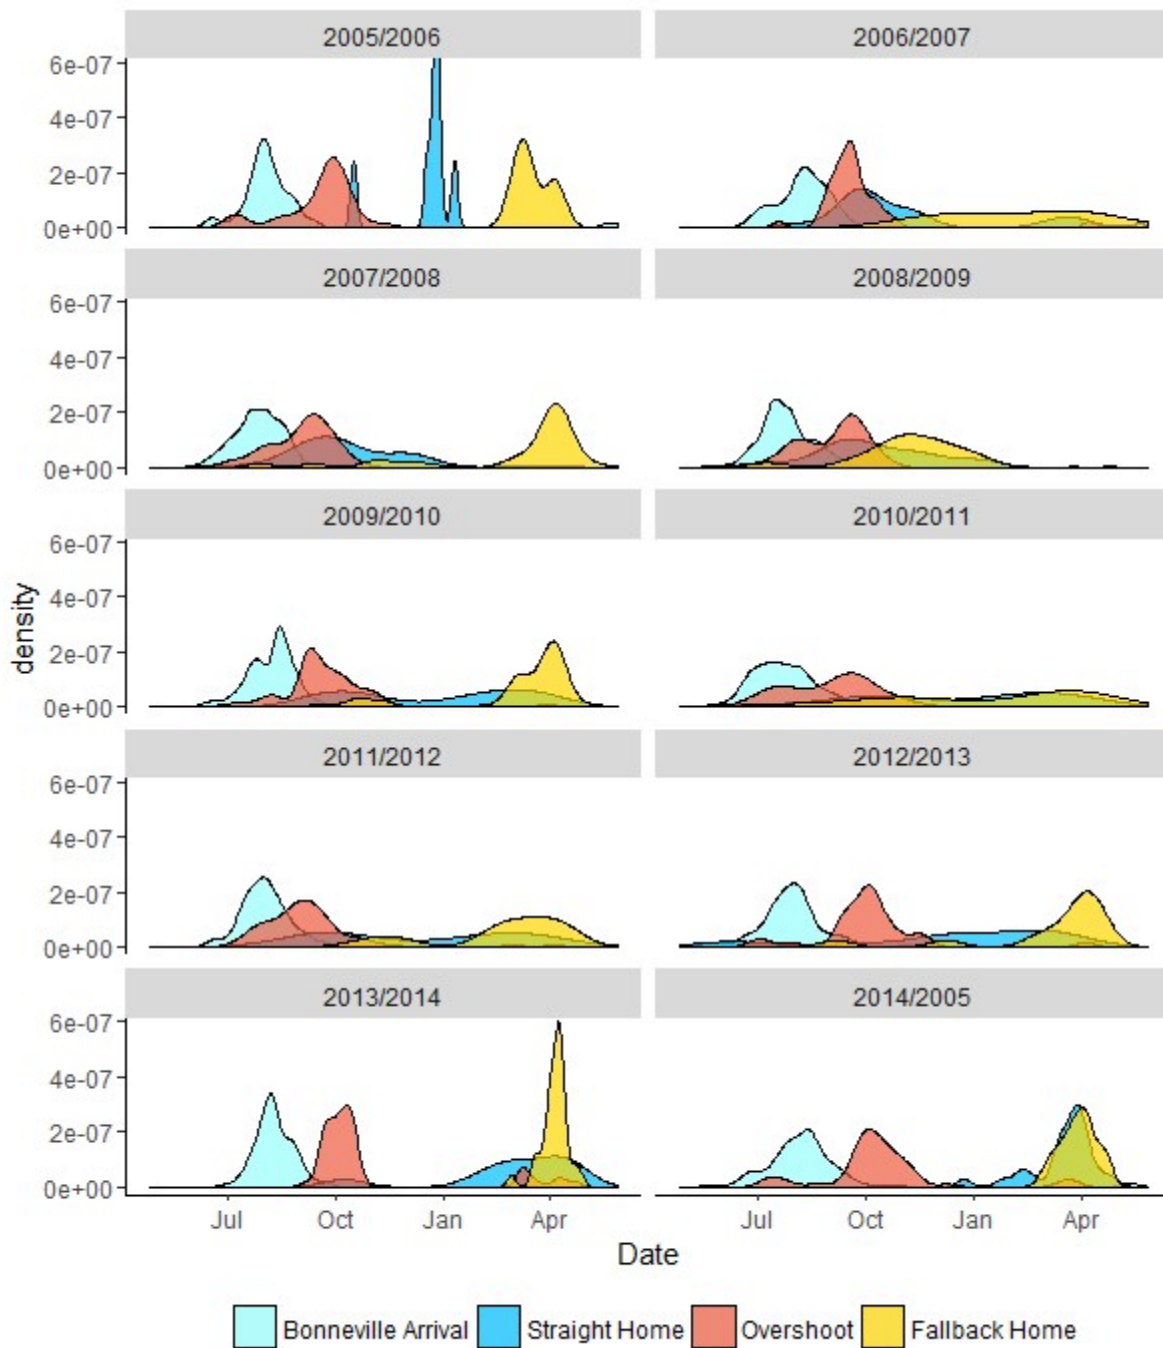 2005/2006 2006/2007
6e-07
4e-07
2e-07
0e+00
2007/2008 2008/2009
6e-07
4e-07
2e-07
0e+00
2009/2010 2010/2011
6e-07
4e-07
2e-07
0e+00
density
2011/2012 2012/2013
6e-07
4e-07
2e-07
0e+00
2013/2014 2014/2005
6e-07
4e-07
2e-07
0e+00
Jul Oct Jan Apr Jul Oct Jan Apr
Date
Bonneville Arrival Straight Home Overshoot Fallback Home